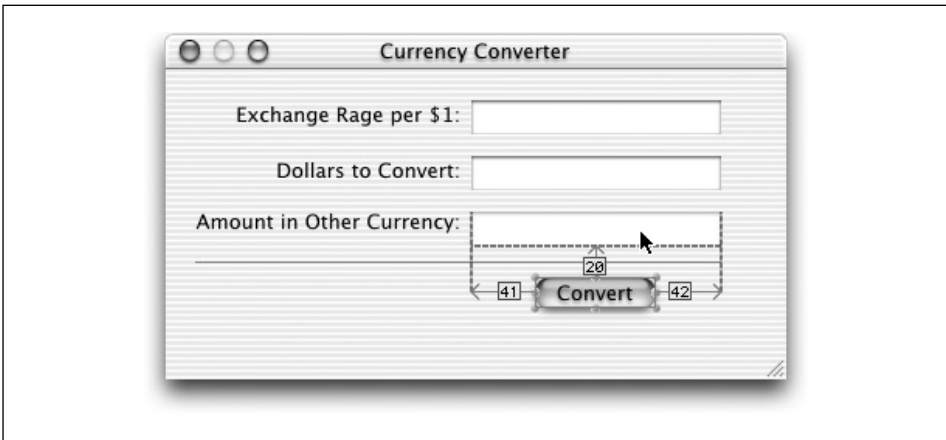 Currency Converter
Exchange Rage per $1:
Dollars to Convert:
Amount in Other Currency:
20
41 Convert 42